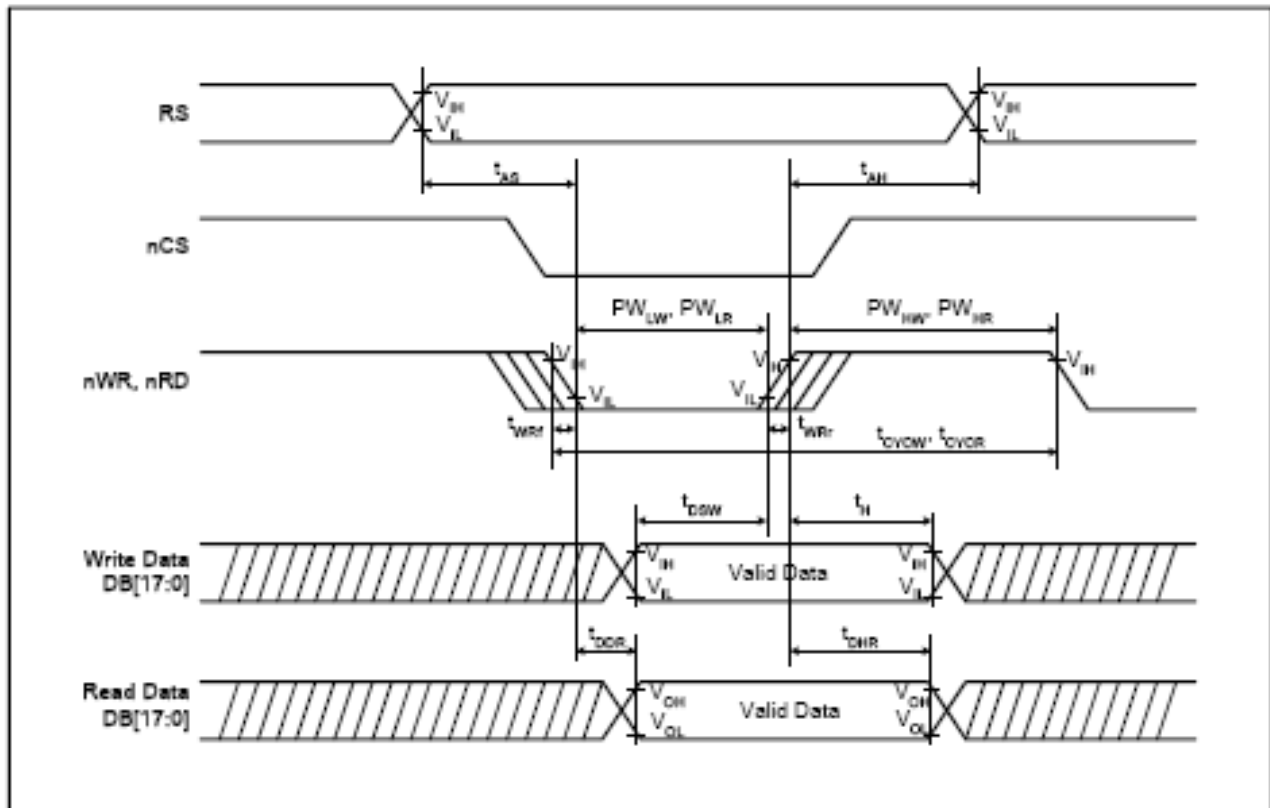 RS
V_IH
V_IL
V_IH
V_IL
t_AS
t_AH
nCS
PW_LW, PW_LR
PW_HW, PW_HR
nWR, nRD
V_IH
V_IL
V_IH
V_IL
V_IH
t_WRf
t_WRr
t_CYCW, t_CYCR
t_DSW
t_H
Write Data
DB[17:0]
V_IH
V_IL
Valid Data
V_IH
V_IL
t_DDR
t_DHR
Read Data
DB[17:0]
V_OH
V_OL
Valid Data
V_OH
V_OL